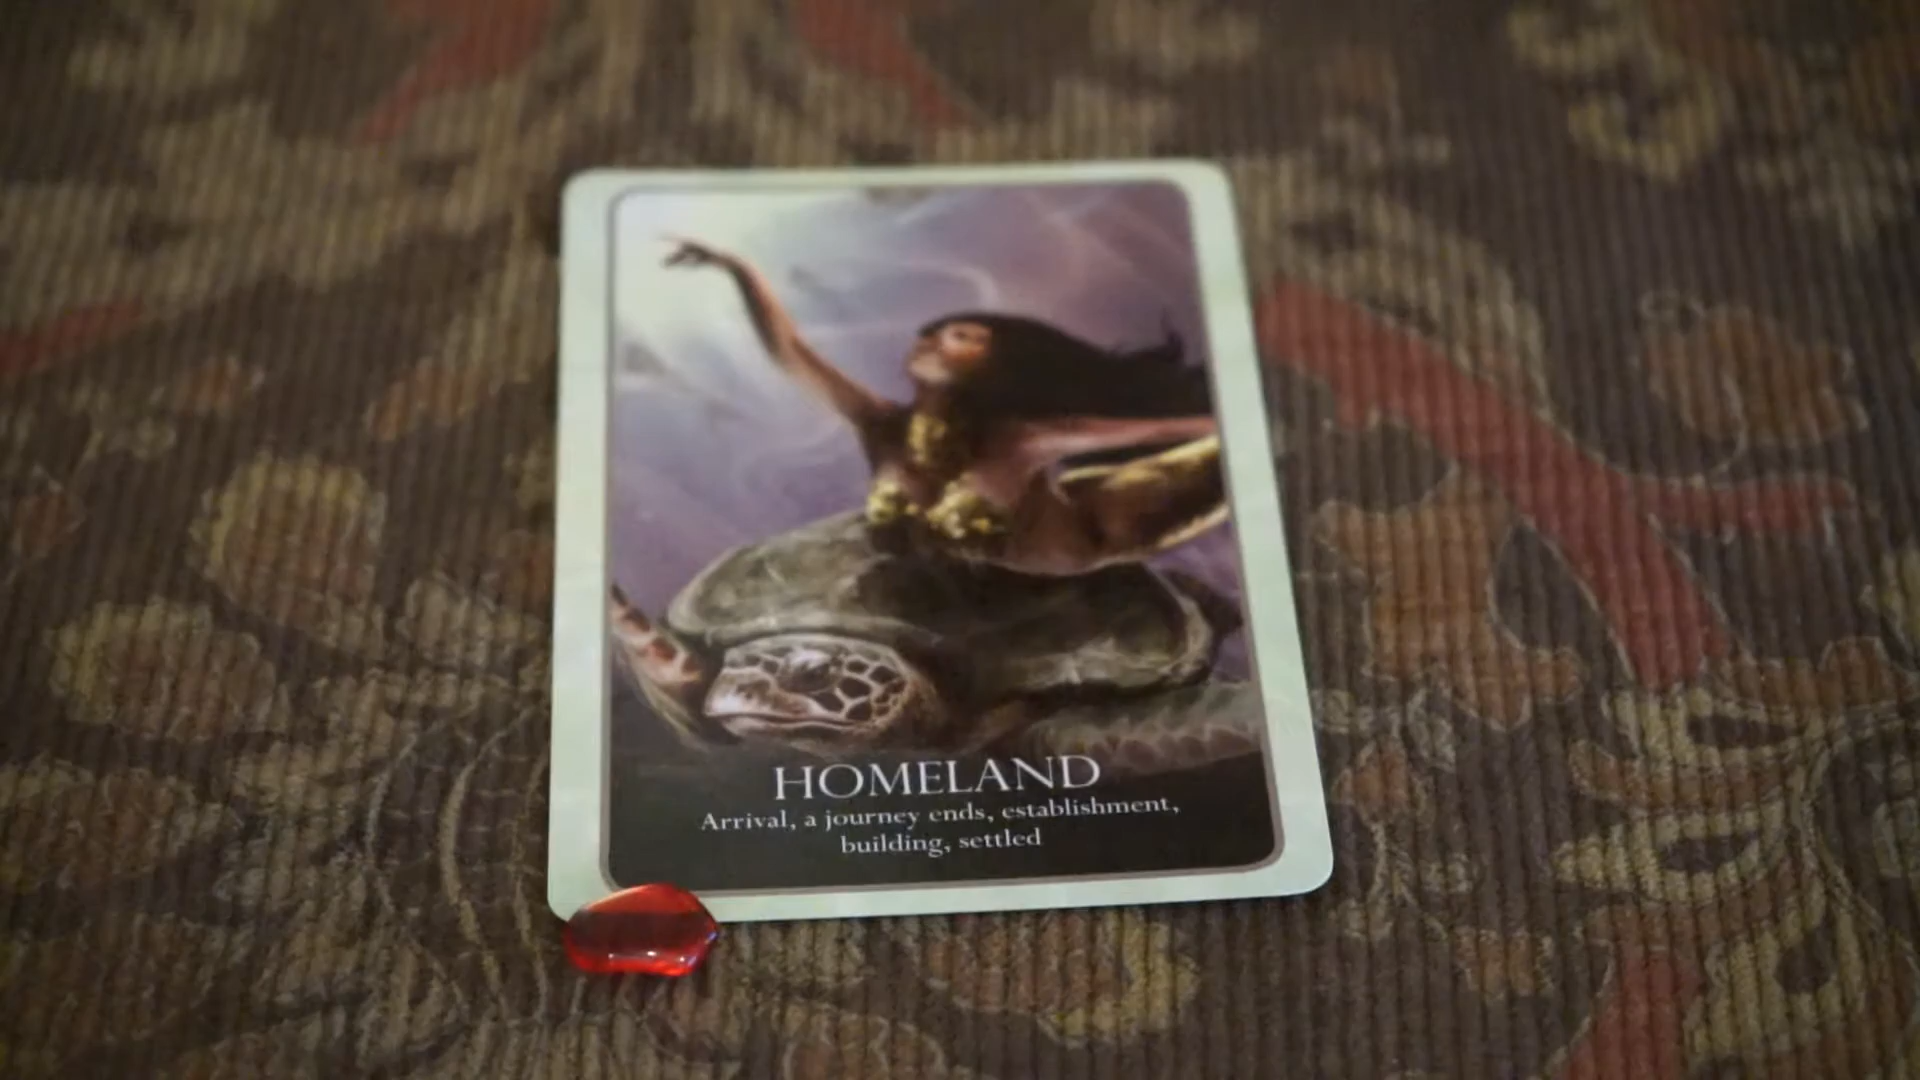 HOMELAND
Arrival, a journey ends, establishment,
building, settled